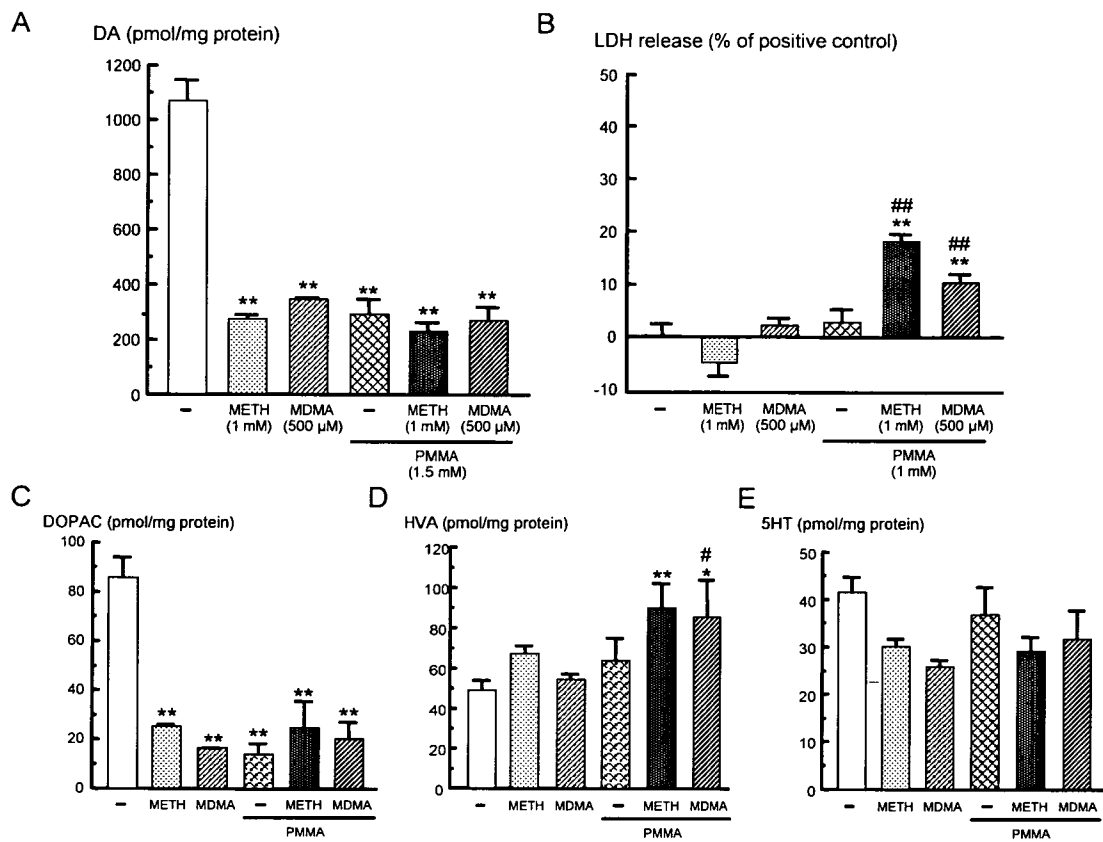 A
DA (pmol/mg protein)
1200
1000
800
600
400
200
0
** ** ** ** **
– METH MDMA – METH MDMA
(1 mM) (500 µM) (1 mM) (500 µM)
PMMA
(1.5 mM)
B
LDH release (% of positive control)
50
40
30
20
10
0
-10
## ##
** **
– METH MDMA – METH MDMA
(1 mM) (500 µM) (1 mM) (500 µM)
PMMA
(1 mM)
C
DOPAC (pmol/mg protein)
100
80
60
40
20
0
** ** ** ** **
– METH MDMA – METH MDMA
PMMA
D
HVA (pmol/mg protein)
120
100
80
60
40
20
0
#
** *
– METH MDMA – METH MDMA
PMMA
E
5HT (pmol/mg protein)
50
40
30
20
10
0
– METH MDMA – METH MDMA
PMMA